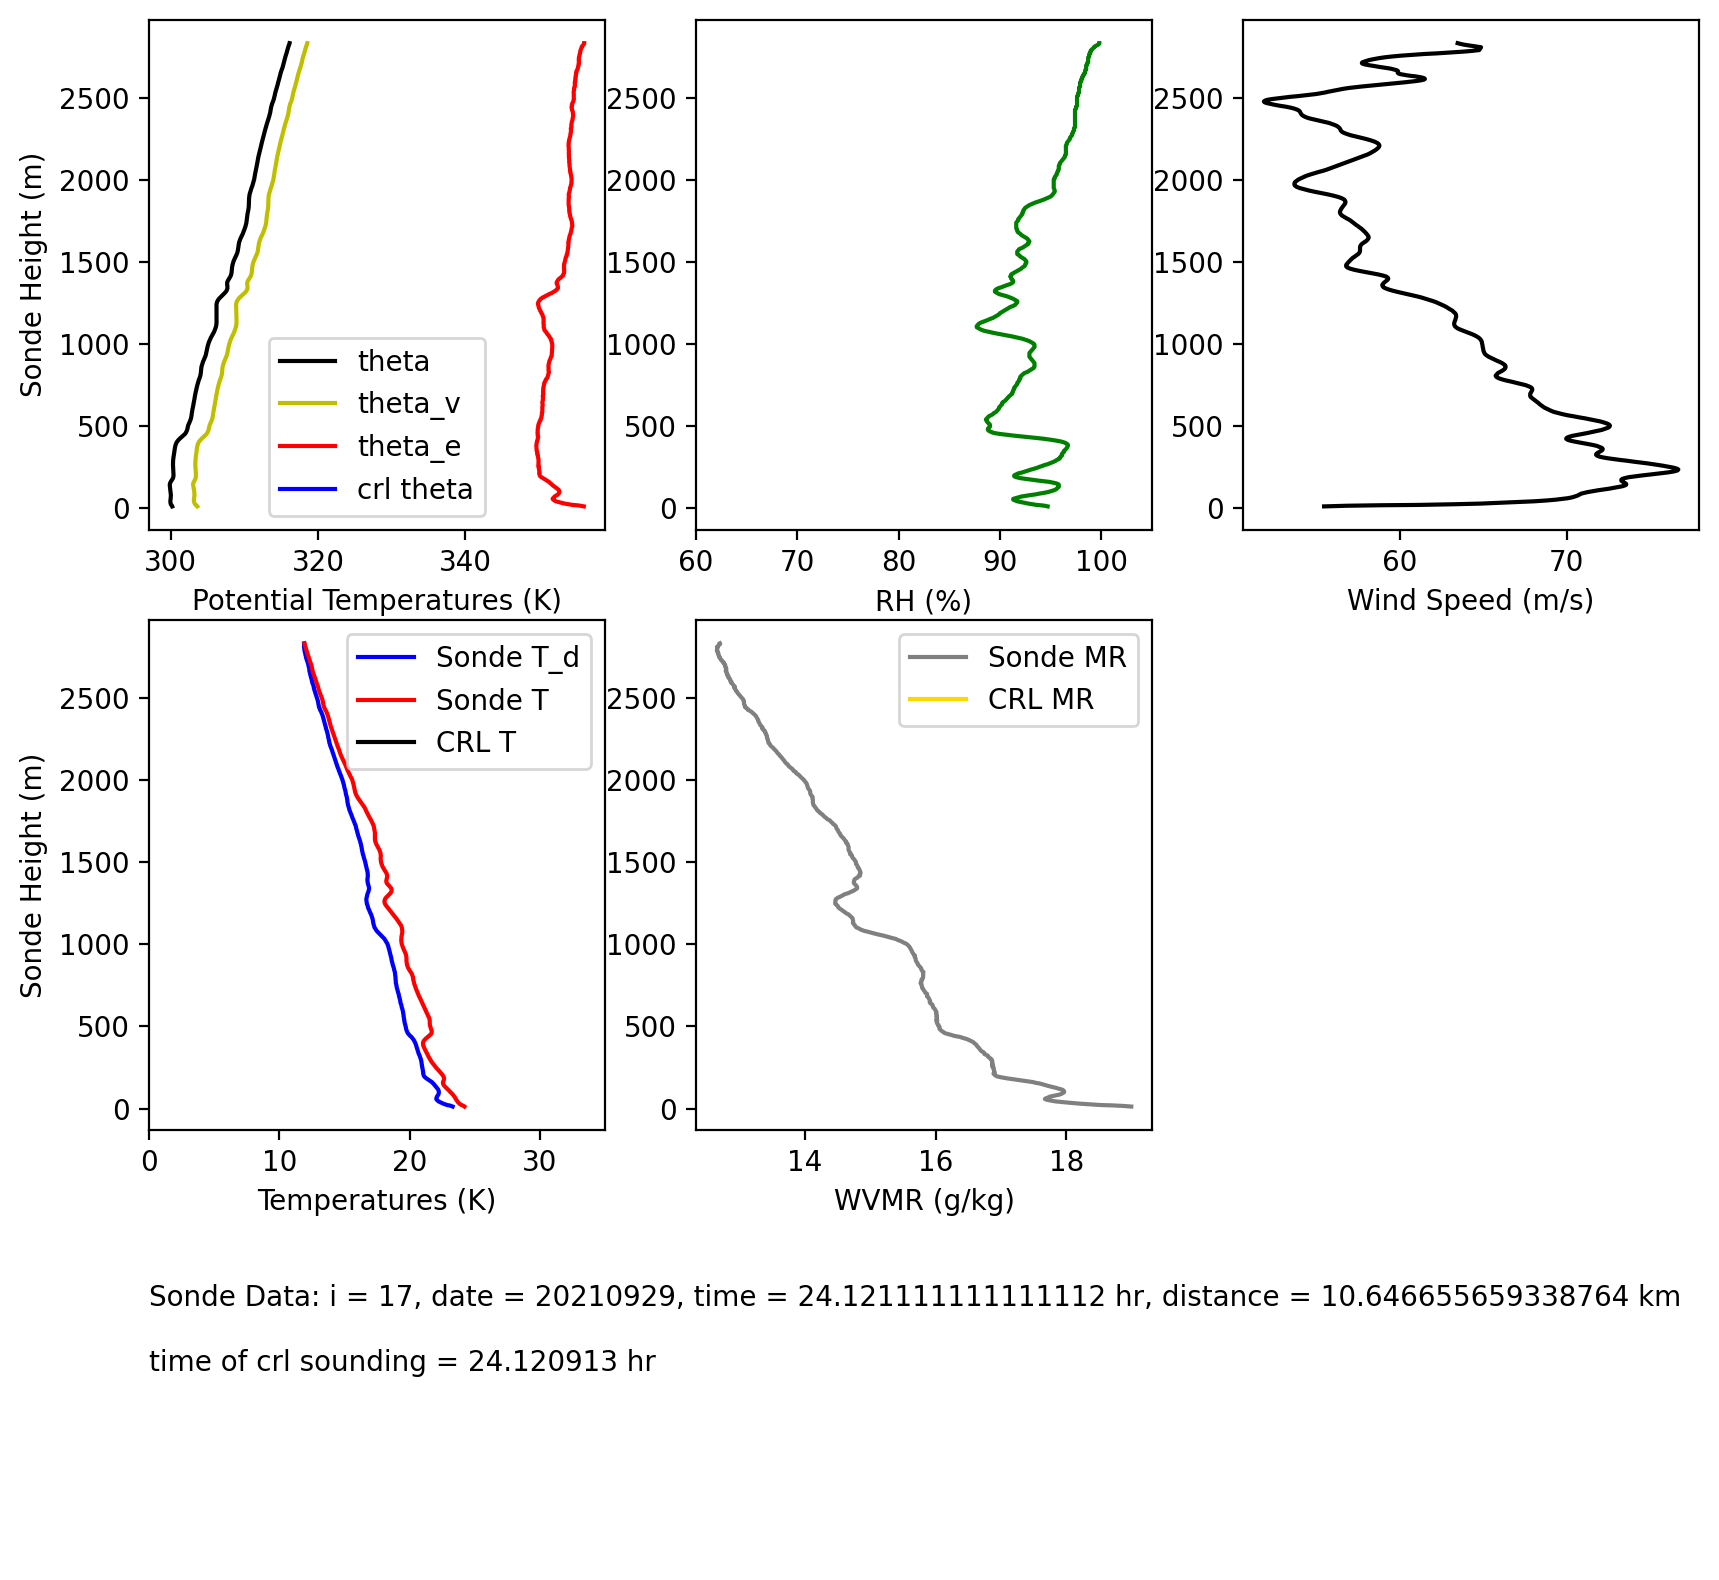 2500
2000
1500
1000
500
0
Sonde Height (m)
theta
theta_v
theta_e
crl theta
300 320 340
Potential Temperatures (K)
2500
2000
1500
1000
500
0
60 70 80 90 100
RH (%)
2500
2000
1500
1000
500
0
60 70
Wind Speed (m/s)
2500
2000
1500
1000
500
0
Sonde Height (m)
Sonde T_d
Sonde T
CRL T
0 10 20 30
Temperatures (K)
2500
2000
1500
1000
500
0
Sonde MR
CRL MR
14 16 18
WVMR (g/kg)
Sonde Data: i = 17, date = 20210929, time = 24.121111111111112 hr, distance = 10.646655659338764 km
time of crl sounding = 24.120913 hr